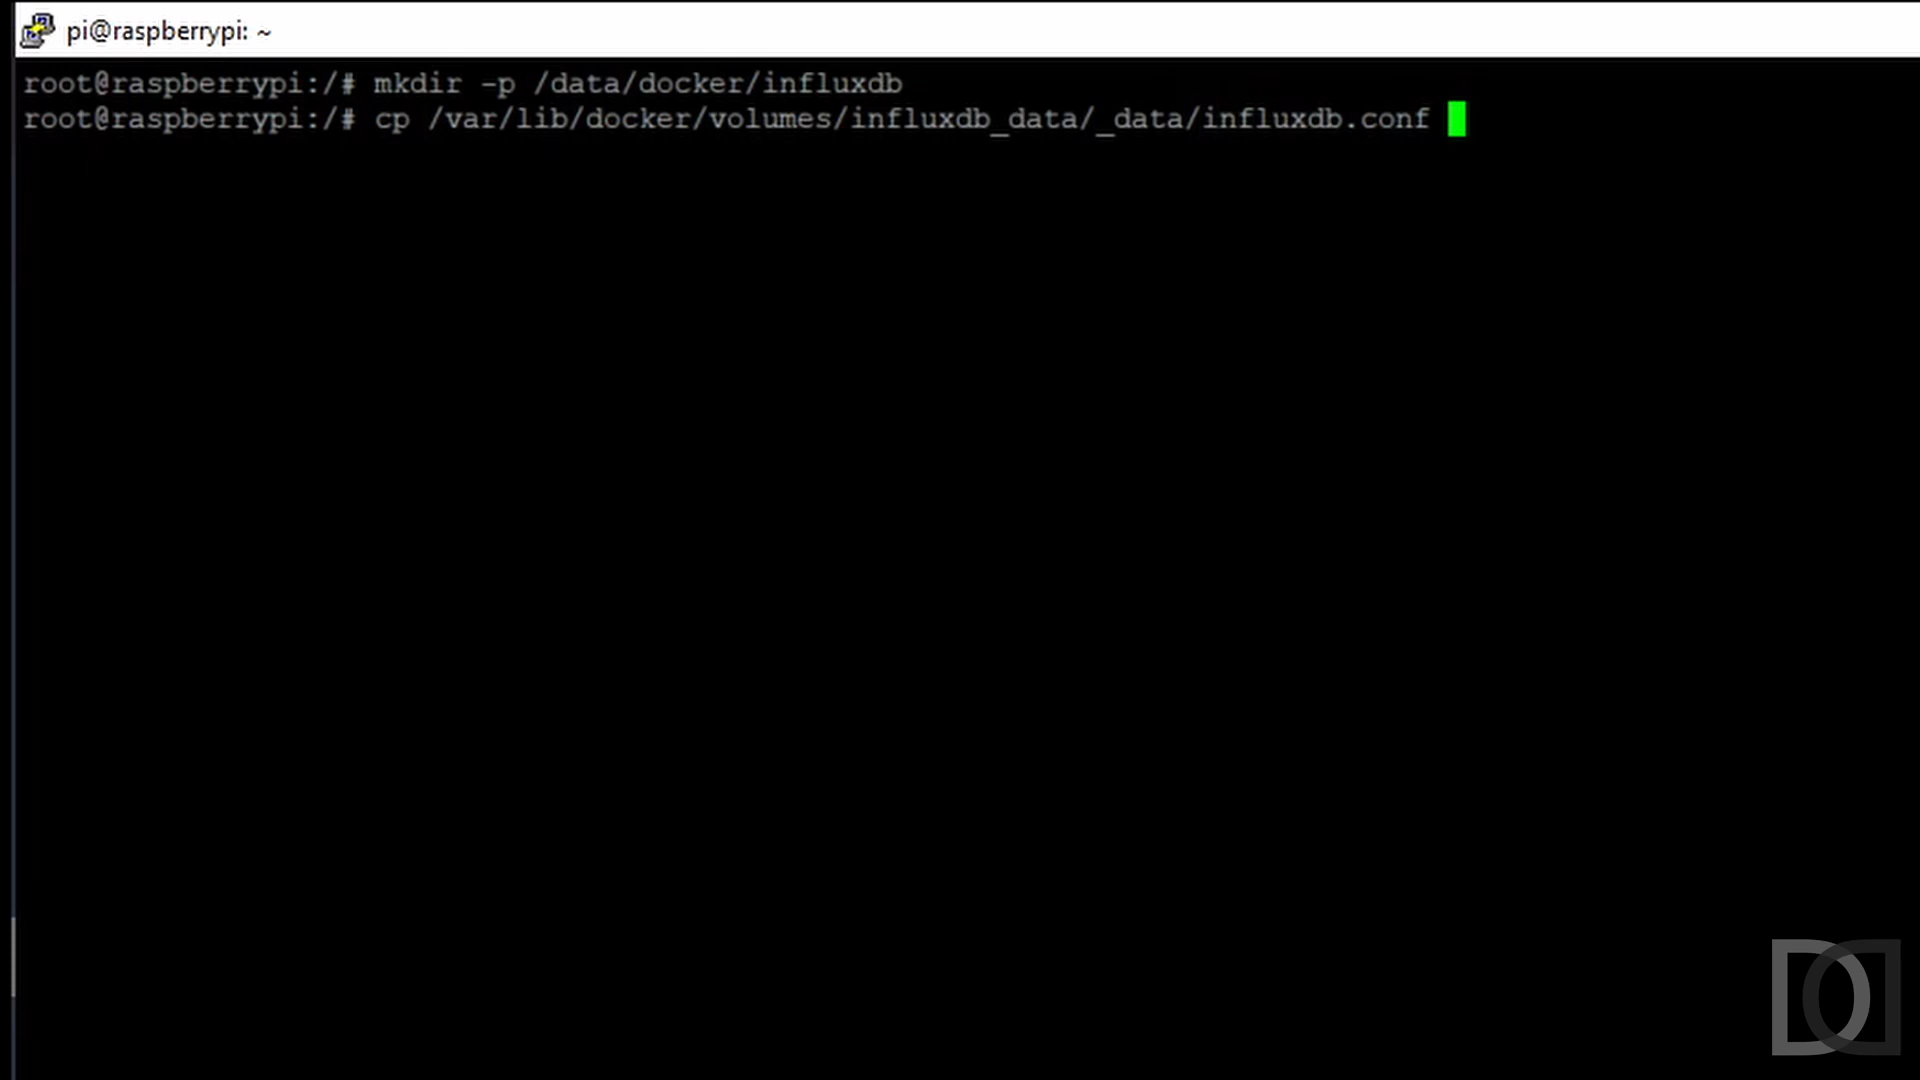 pi@raspberrypi: ~
root@raspberrypi:/# mkdir -p /data/docker/influxdb
root@raspberrypi:/# cp /var/lib/docker/volumes/influxdb_data/_data/influxdb.conf